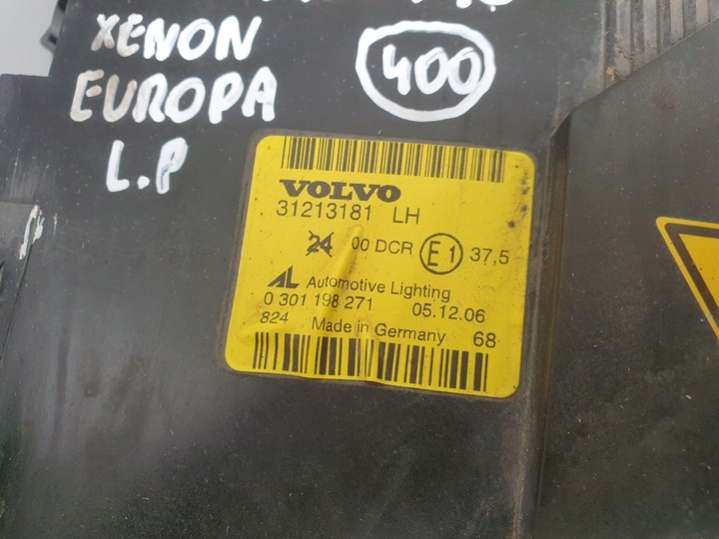 XENON
EUROPA
400
L.P
VOLVO
31213181 LH
24 00 DCR E1 37,5
AL Automotive Lighting
0 301 198 271 05.12.06
824 Made in Germany 68